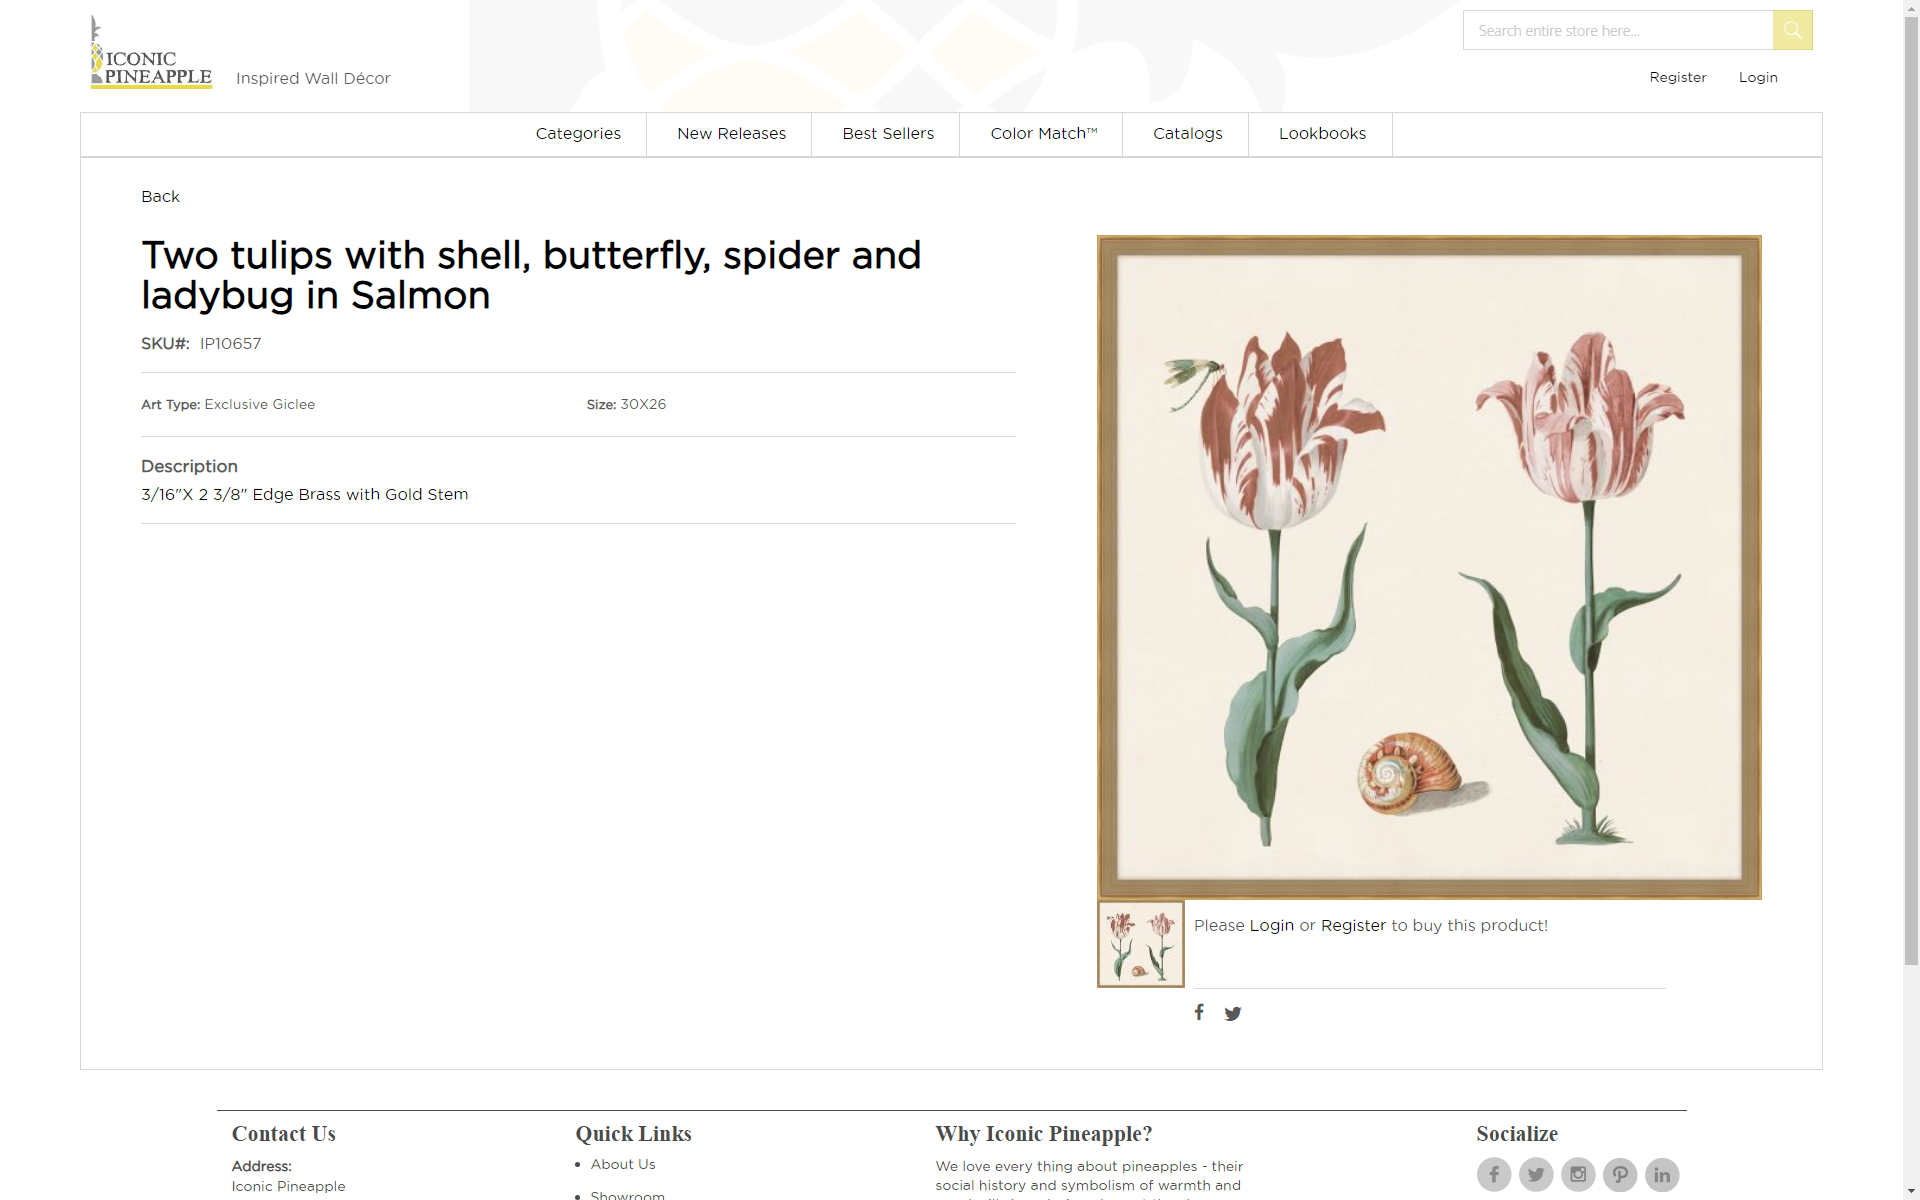 ICONIC
PINEAPPLE
Inspired Wall Décor
Search entire store here...
Register
Login
Categories
New Releases
Best Sellers
Color Match™
Catalogs
Lookbooks
Back
Two tulips with shell, butterfly, spider and
ladybug in Salmon
SKU#: IP10657
Art Type: Exclusive Giclee
Size: 30X26
Description
3/16"X 2 3/8" Edge Brass with Gold Stem
Please Login or Register to buy this product!
Contact Us
Address:
Iconic Pineapple
Quick Links
About Us
Showroom
Why Iconic Pineapple?
We love every thing about pineapples - their
social history and symbolism of warmth and
Socialize